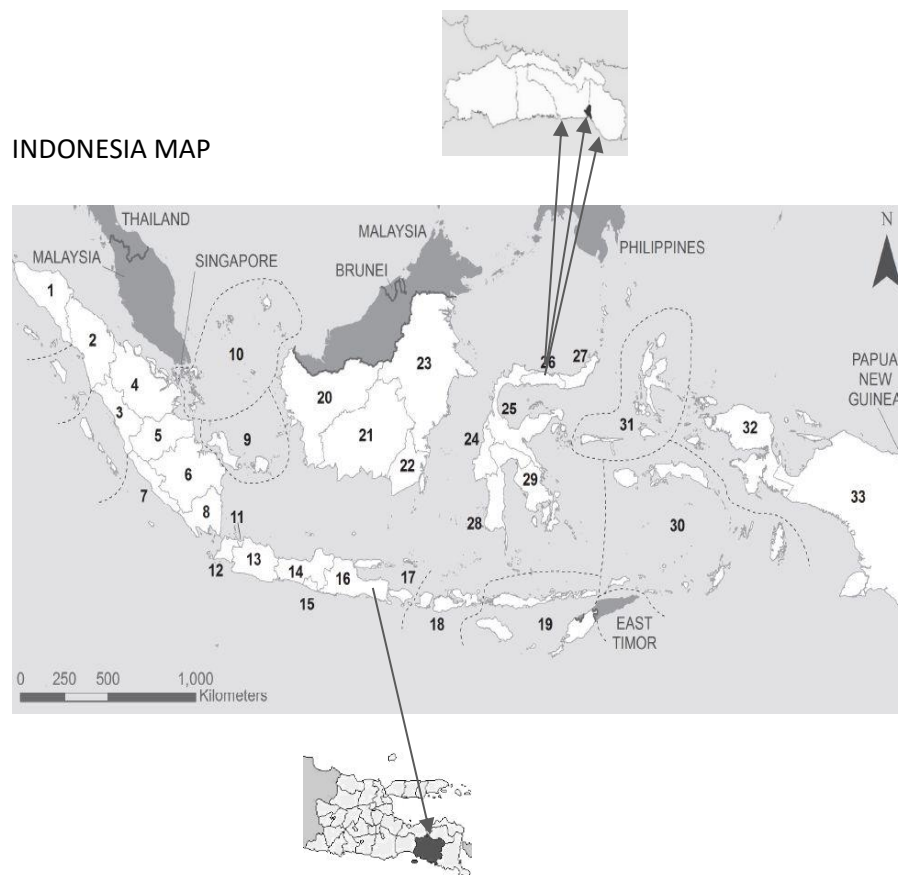 INDONESIA MAP
THAILAND
MALAYSIA
SINGAPORE
MALAYSIA
BRUNEI
PHILIPPINES
N
PAPUA
NEW
GUINEA
1
2
3
4
5
6
7
8
9
10
11
12
13
14
15
16
17
18
19
20
21
22
23
24
25
26
27
28
29
30
31
32
33
EAST
TIMOR
0 250 500 1,000
Kilometers